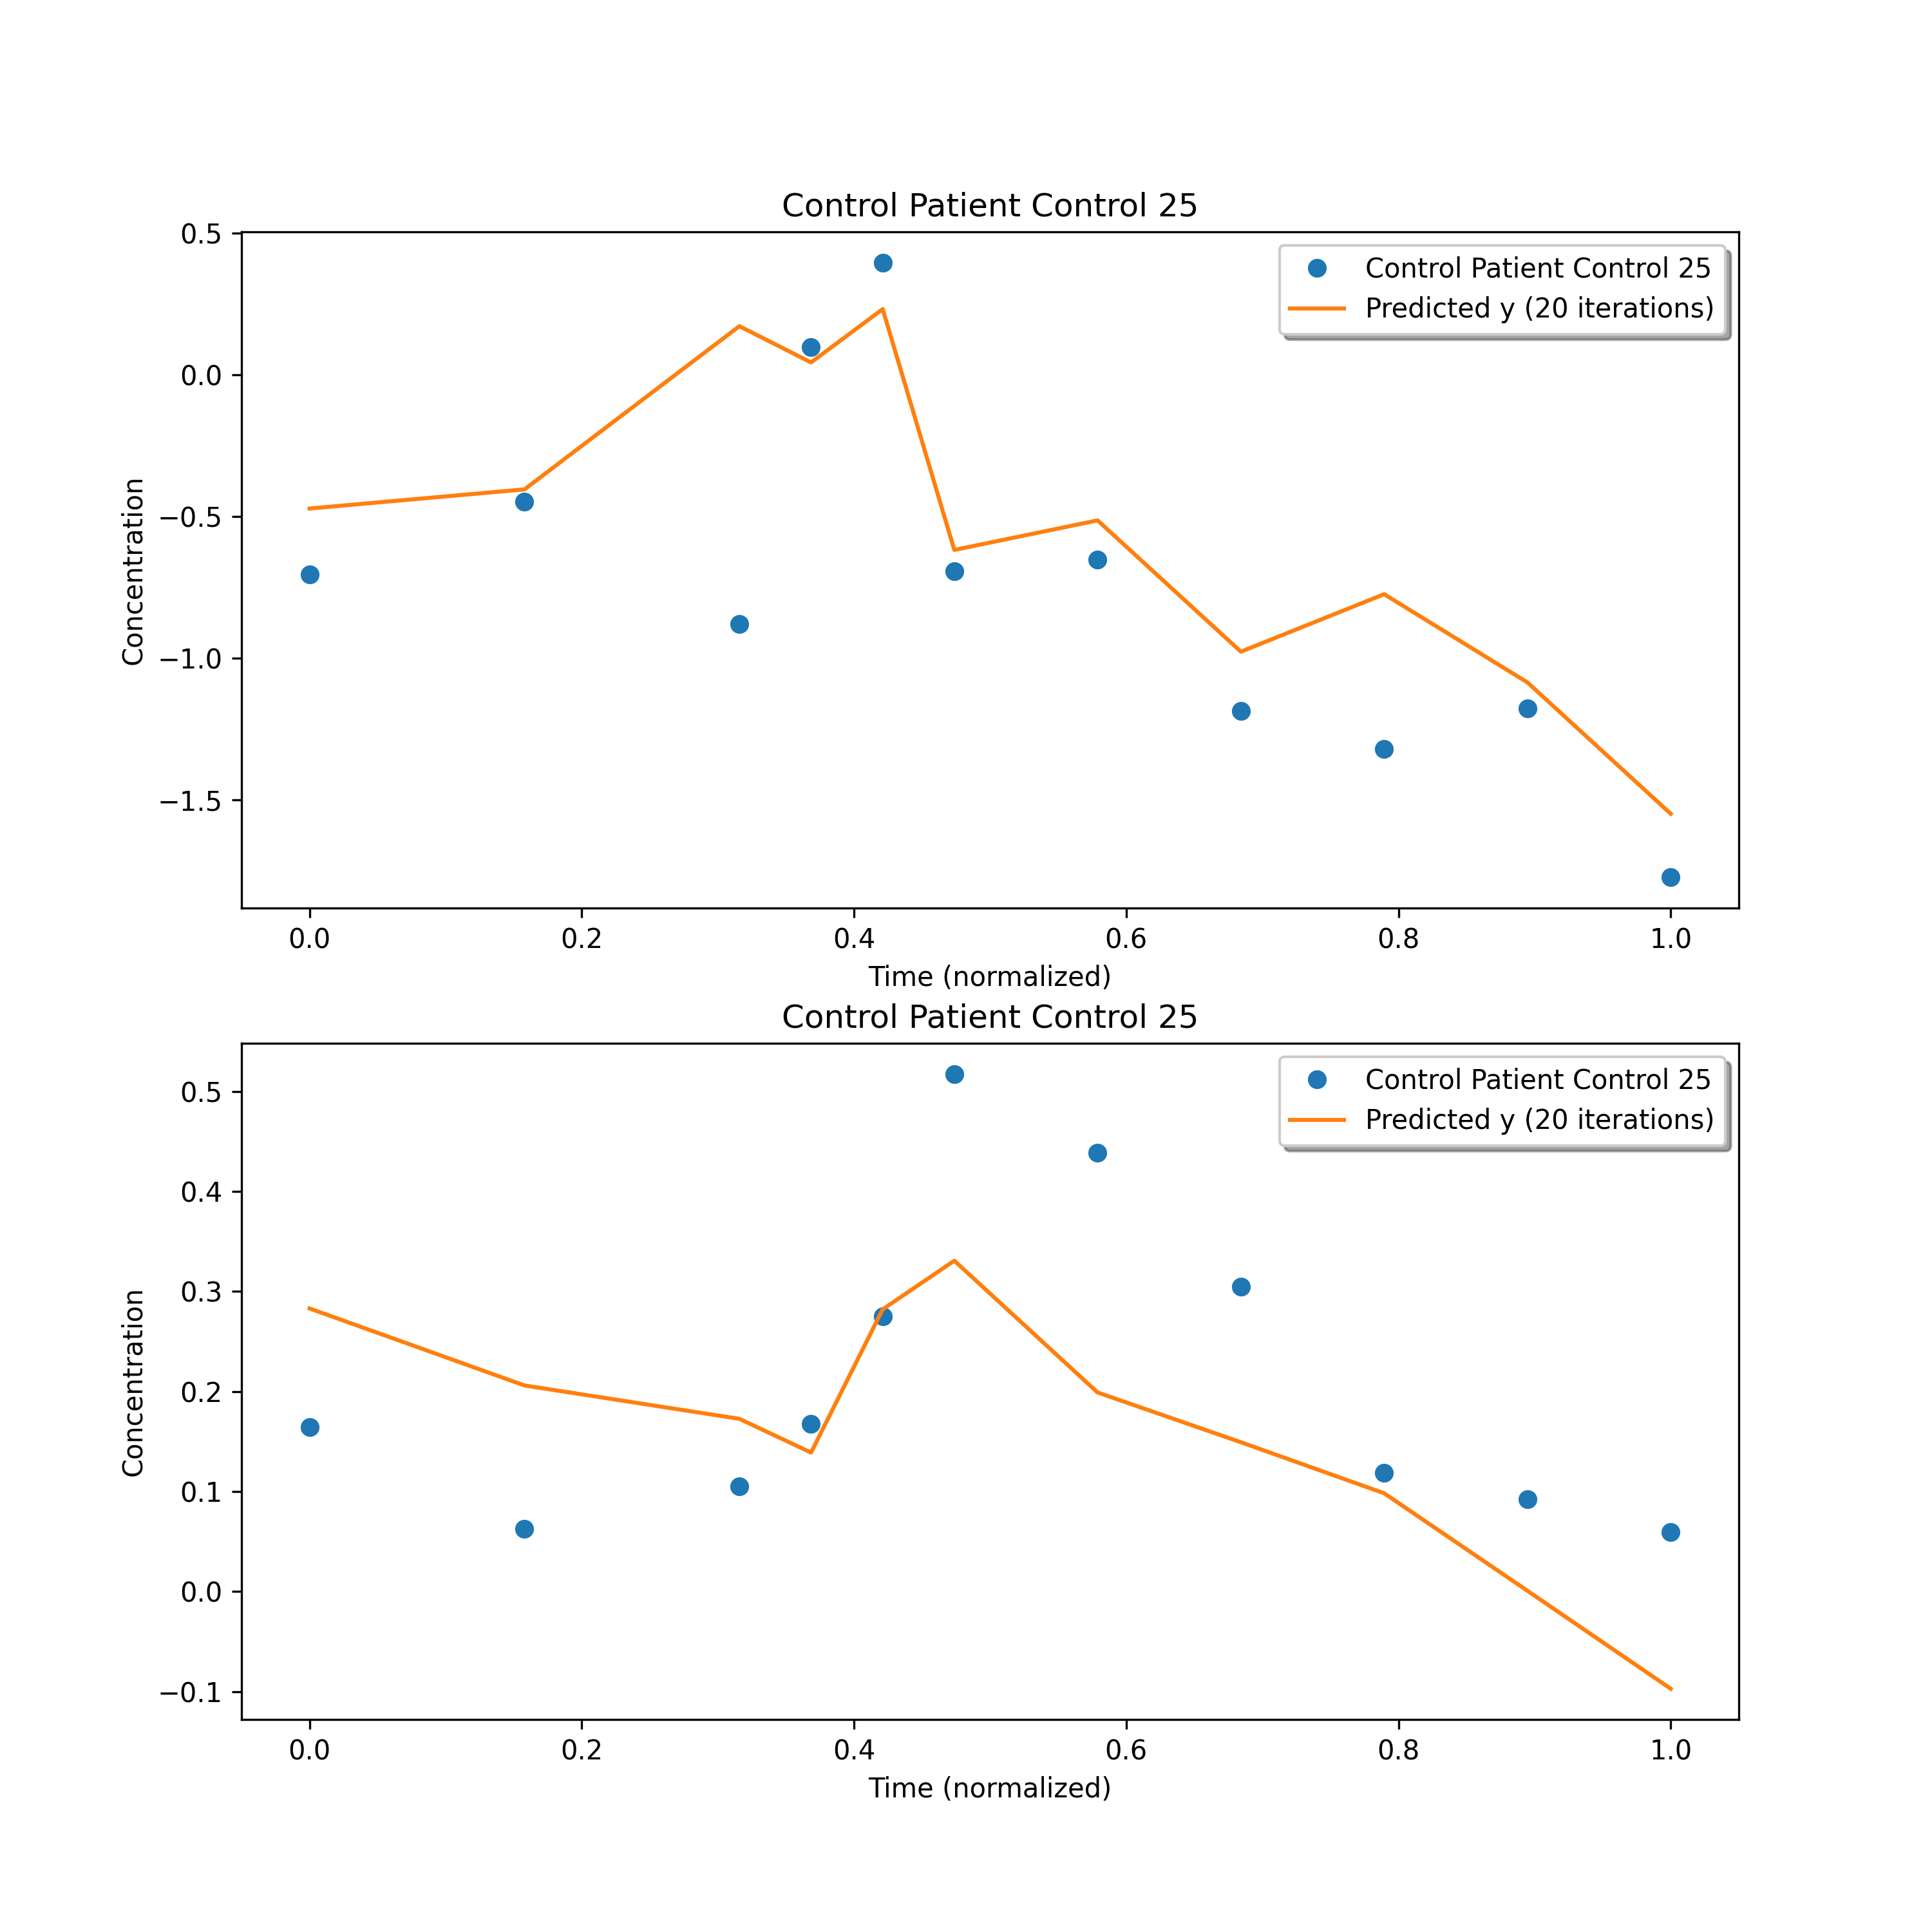 Control Patient Control 25
Control Patient Control 25
Predicted y (20 iterations)
0.5
0.0
−0.5
−1.0
−1.5
Concentration
0.0 0.2 0.4 0.6 0.8 1.0
Time (normalized)
Control Patient Control 25
Control Patient Control 25
Predicted y (20 iterations)
0.5
0.4
0.3
0.2
0.1
0.0
−0.1
Concentration
0.0 0.2 0.4 0.6 0.8 1.0
Time (normalized)